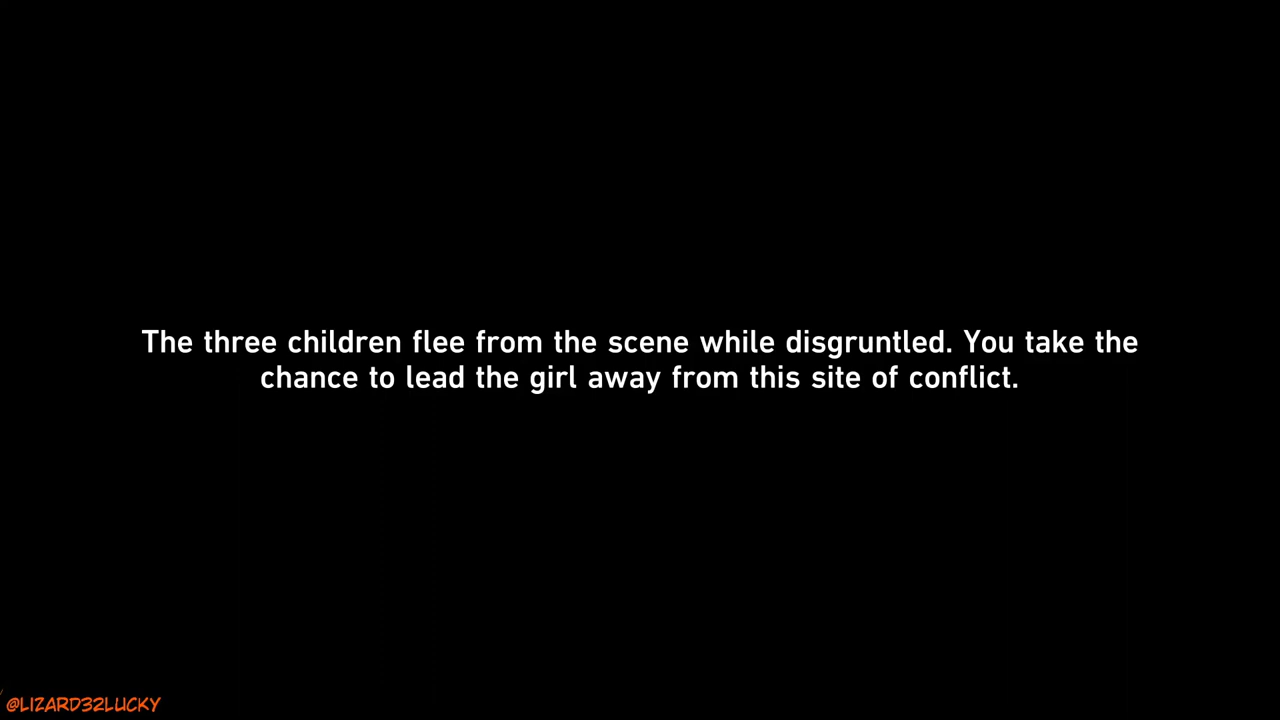 The three children flee from the scene while disgruntled. You take the
chance to lead the girl away from this site of conflict.
@LIZARD32LUCKY